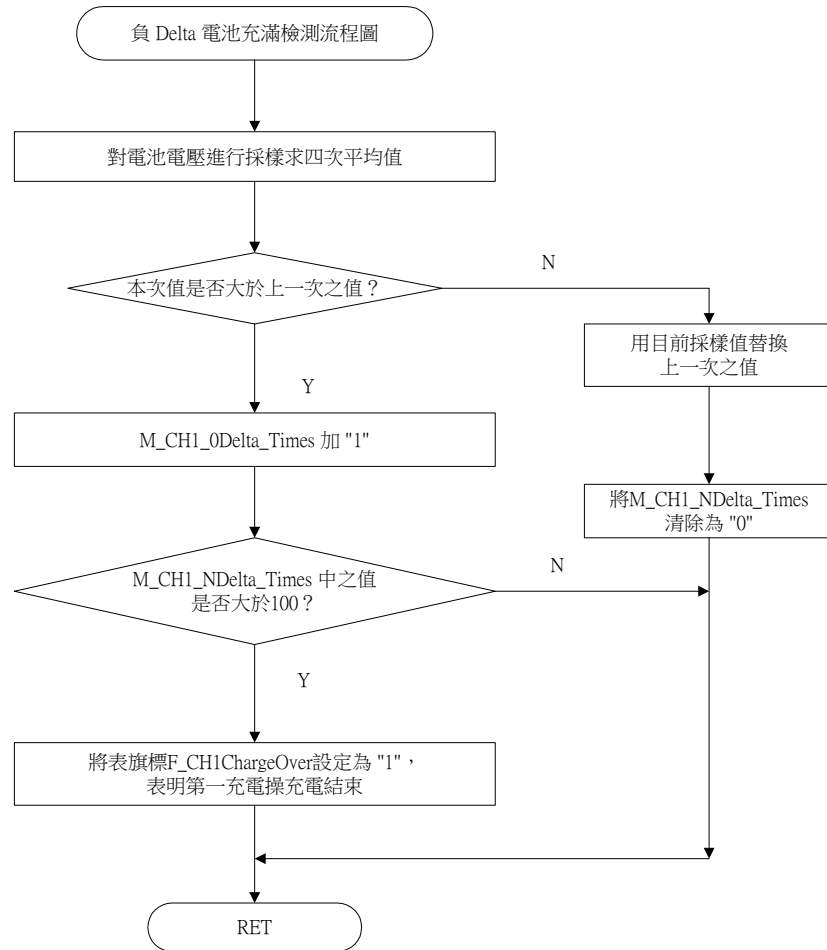 負 Delta 電池充滿檢測流程圖
對電池電壓進行採樣求四次平均值
本次值是否大於上一次之值？
N
用目前採樣值替換
上一次之值
Y
M_CH1_0Delta_Times 加 "1"
將M_CH1_NDelta_Times
清除為 "0"
M_CH1_NDelta_Times 中之值
是否大於100？
N
Y
將表旗標F_CH1ChargeOver設定為 "1"，
表明第一充電操充電結束
RET